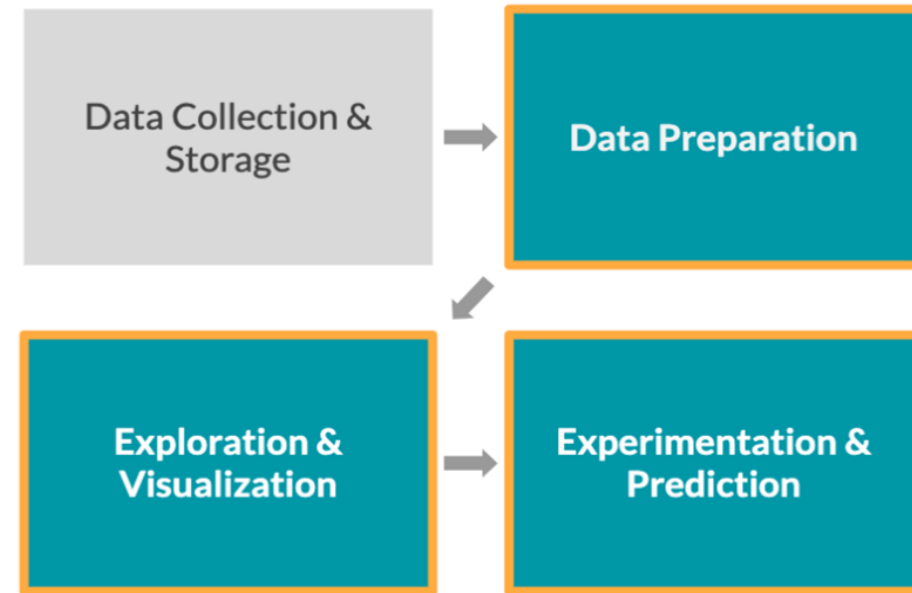 Data Collection &
Storage
Data Preparation
Exploration &
Visualization
Experimentation &
Prediction